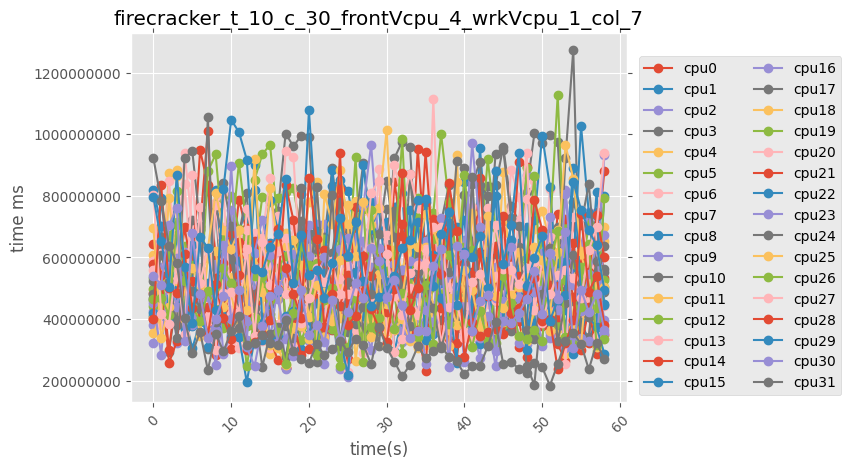 firecracker_t_10_c_30_frontVcpu_4_wrkVcpu_1_col_7
time ms
1200000000
1000000000
800000000
600000000
400000000
200000000
0
10
20
30
40
50
60
time(s)
cpu0
cpu1
cpu2
cpu3
cpu4
cpu5
cpu6
cpu7
cpu8
cpu9
cpu10
cpu11
cpu12
cpu13
cpu14
cpu15
cpu16
cpu17
cpu18
cpu19
cpu20
cpu21
cpu22
cpu23
cpu24
cpu25
cpu26
cpu27
cpu28
cpu29
cpu30
cpu31